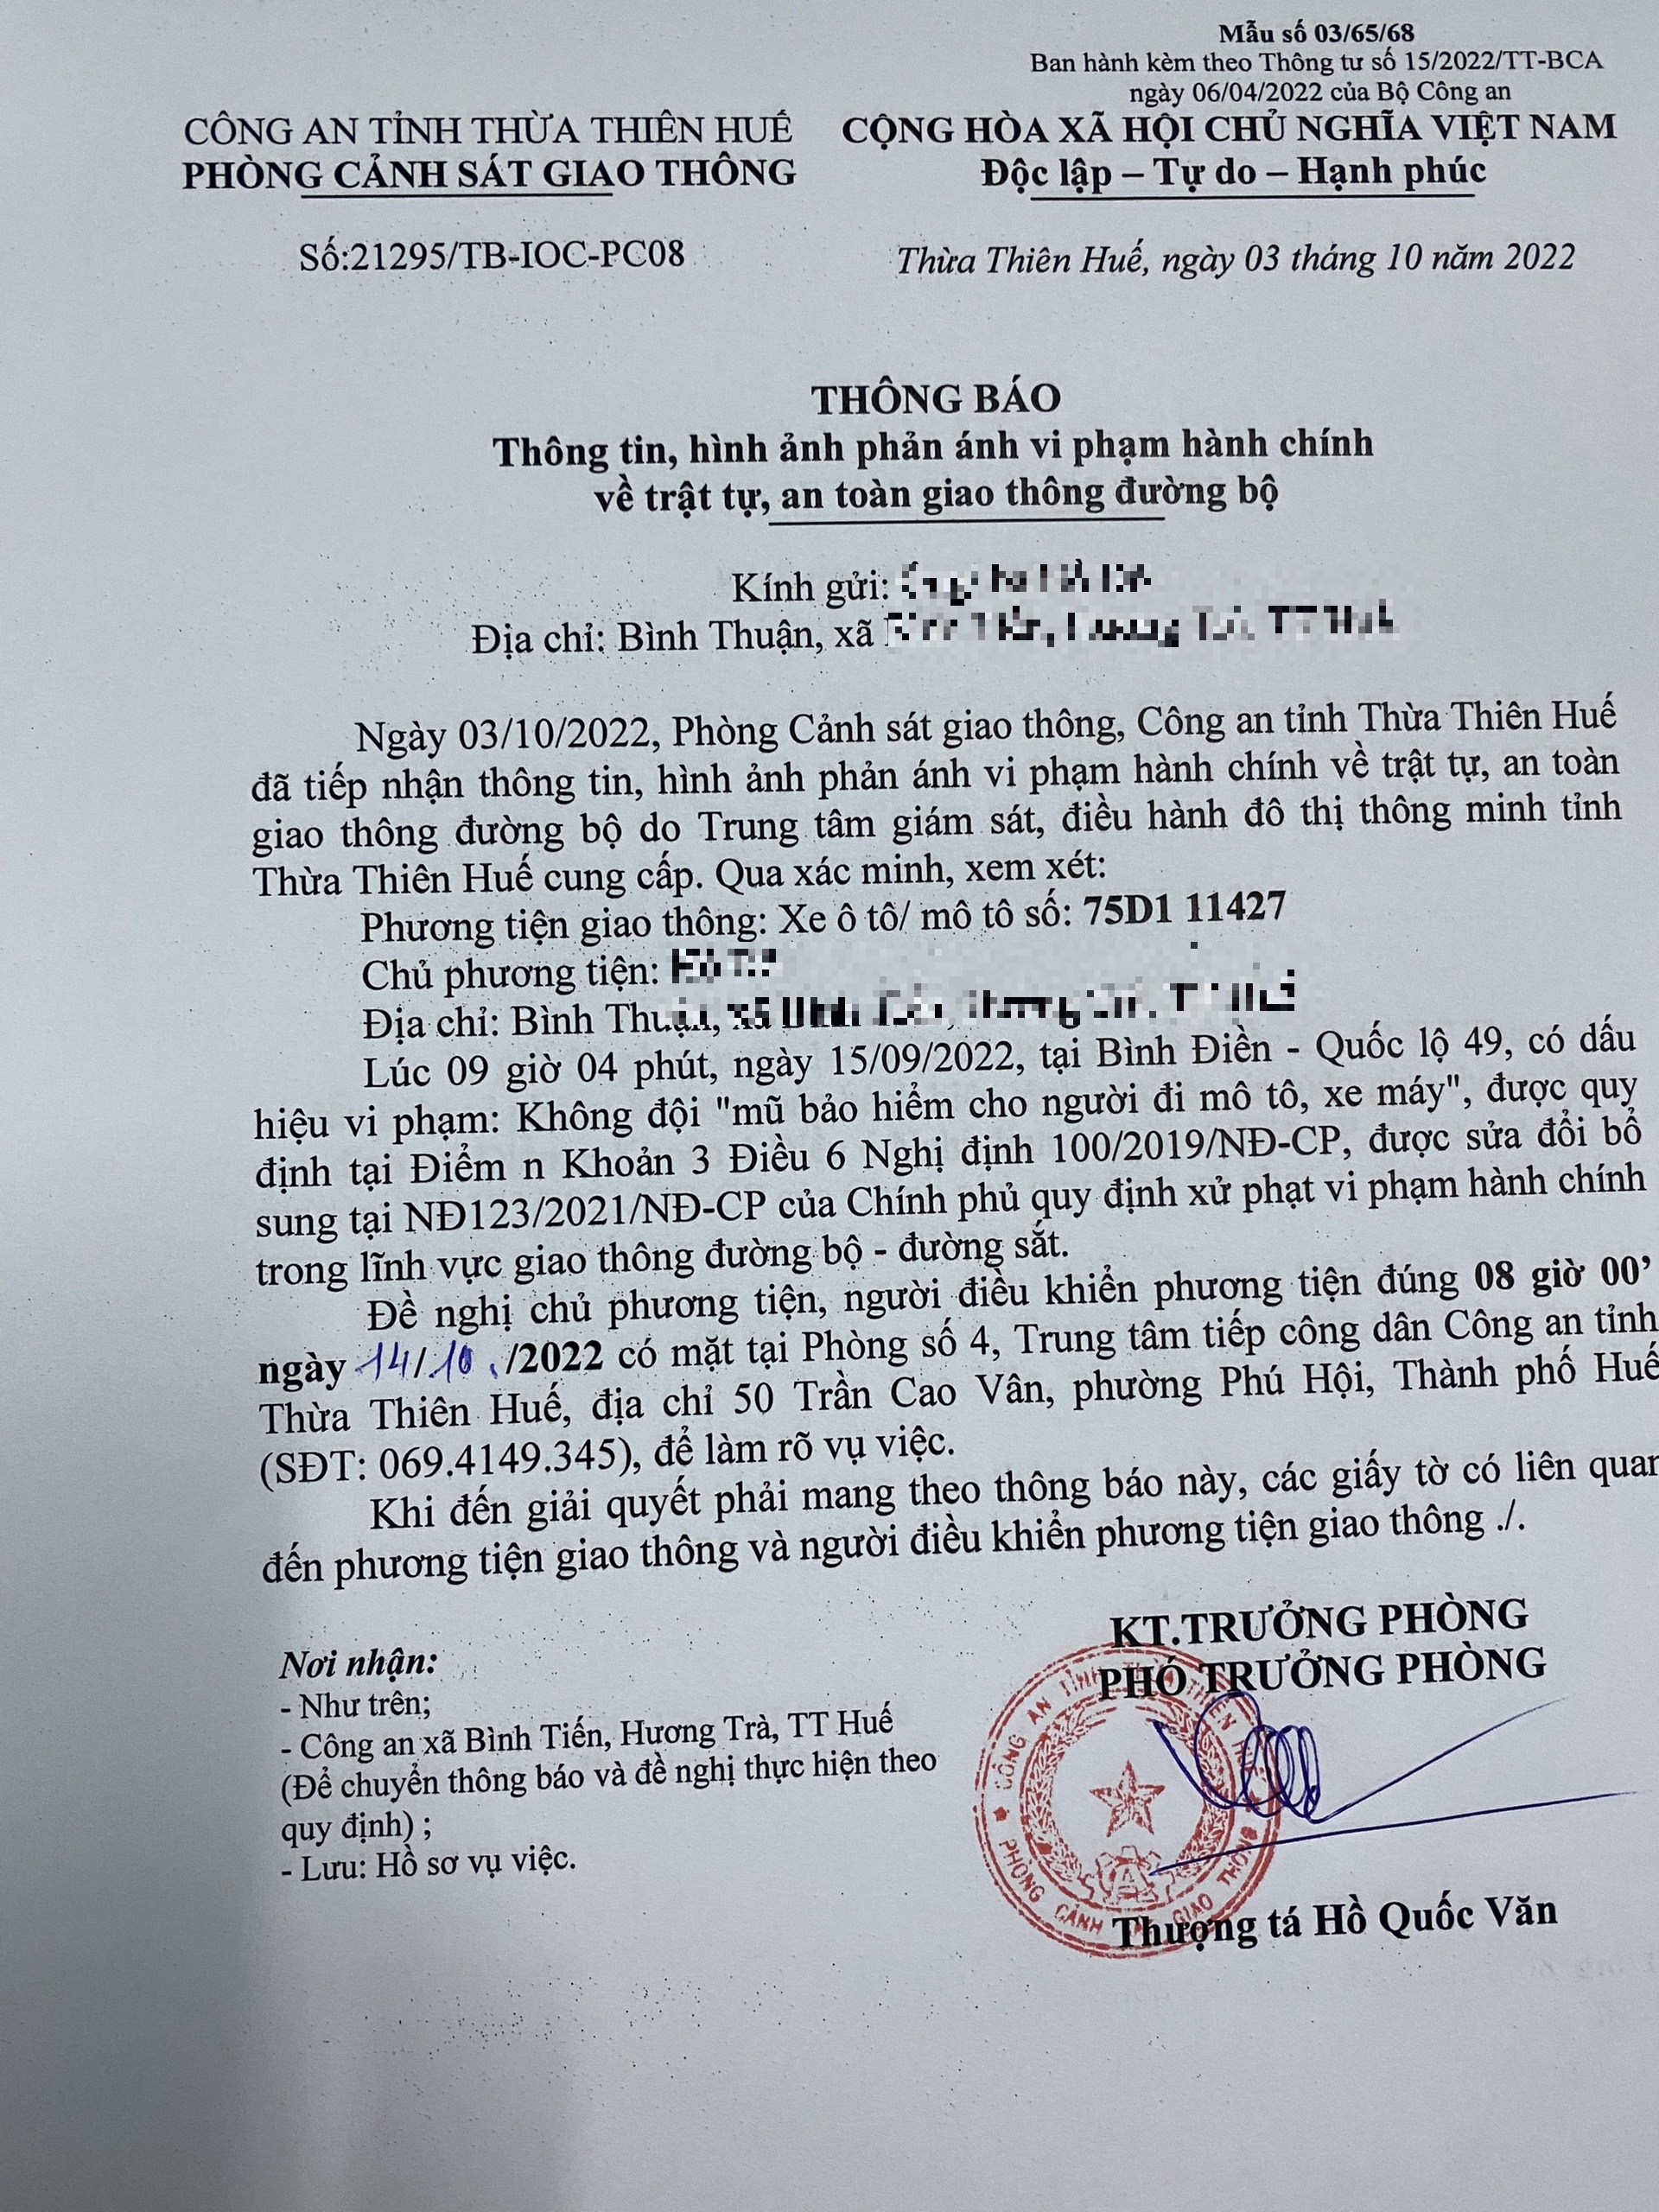 Mẫu số 03/65/68
Ban hành kèm theo Thông tư số 15/2022/TT-BCA
ngày 06/04/2022 của Bộ Công an
CÔNG AN TỈNH THỪA THIÊN HUẾ
PHÒNG CẢNH SÁT GIAO THÔNG
CỘNG HÒA XÃ HỘI CHỦ NGHĨA VIỆT NAM
Độc lập – Tự do – Hạnh phúc
Số:21295/TB-IOC-PC08
Thừa Thiên Huế, ngày 03 tháng 10 năm 2022
THÔNG BÁO
Thông tin, hình ảnh phản ánh vi phạm hành chính
về trật tự, an toàn giao thông đường bộ
Kính gửi:
Địa chỉ: Bình Thuận, xã
Ngày 03/10/2022, Phòng Cảnh sát giao thông, Công an tỉnh Thừa Thiên Huế
đã tiếp nhận thông tin, hình ảnh phản ánh vi phạm hành chính về trật tự, an toàn
giao thông đường bộ do Trung tâm giám sát, điều hành đô thị thông minh tỉnh
Thừa Thiên Huế cung cấp. Qua xác minh, xem xét:
Phương tiện giao thông: Xe ô tô/ mô tô số: 75D1 11427
Chủ phương tiện:
Địa chỉ: Bình Thuận,
Lúc 09 giờ 04 phút, ngày 15/09/2022, tại Bình Điền - Quốc lộ 49, có dấu
hiệu vi phạm: Không đội "mũ bảo hiểm cho người đi mô tô, xe máy", được quy
định tại Điểm n Khoản 3 Điều 6 Nghị định 100/2019/NĐ-CP, được sửa đổi bổ
sung tại NĐ123/2021/NĐ-CP của Chính phủ quy định xử phạt vi phạm hành chính
trong lĩnh vực giao thông đường bộ - đường sắt.
Đề nghị chủ phương tiện, người điều khiển phương tiện đúng 08 giờ 00’
ngày 14/10./2022 có mặt tại Phòng số 4, Trung tâm tiếp công dân Công an tỉnh
Thừa Thiên Huế, địa chỉ 50 Trần Cao Vân, phường Phú Hội, Thành phố Huế
(SĐT: 069.4149.345), để làm rõ vụ việc.
Khi đến giải quyết phải mang theo thông báo này, các giấy tờ có liên quan
đến phương tiện giao thông và người điều khiển phương tiện giao thông ./.
Nơi nhận:
- Như trên;
- Công an xã Bình Tiến, Hương Trà, TT Huế
(Để chuyển thông báo và đề nghị thực hiện theo
quy định) ;
- Lưu: Hồ sơ vụ việc.
KT.TRƯỞNG PHÒNG
PHÓ TRƯỞNG PHÒNG
CÔNG AN TỈNH THỪA THIÊN HUẾ
PHÒNG CẢNH SÁT GIAO THÔNG
Thượng tá Hồ Quốc Văn